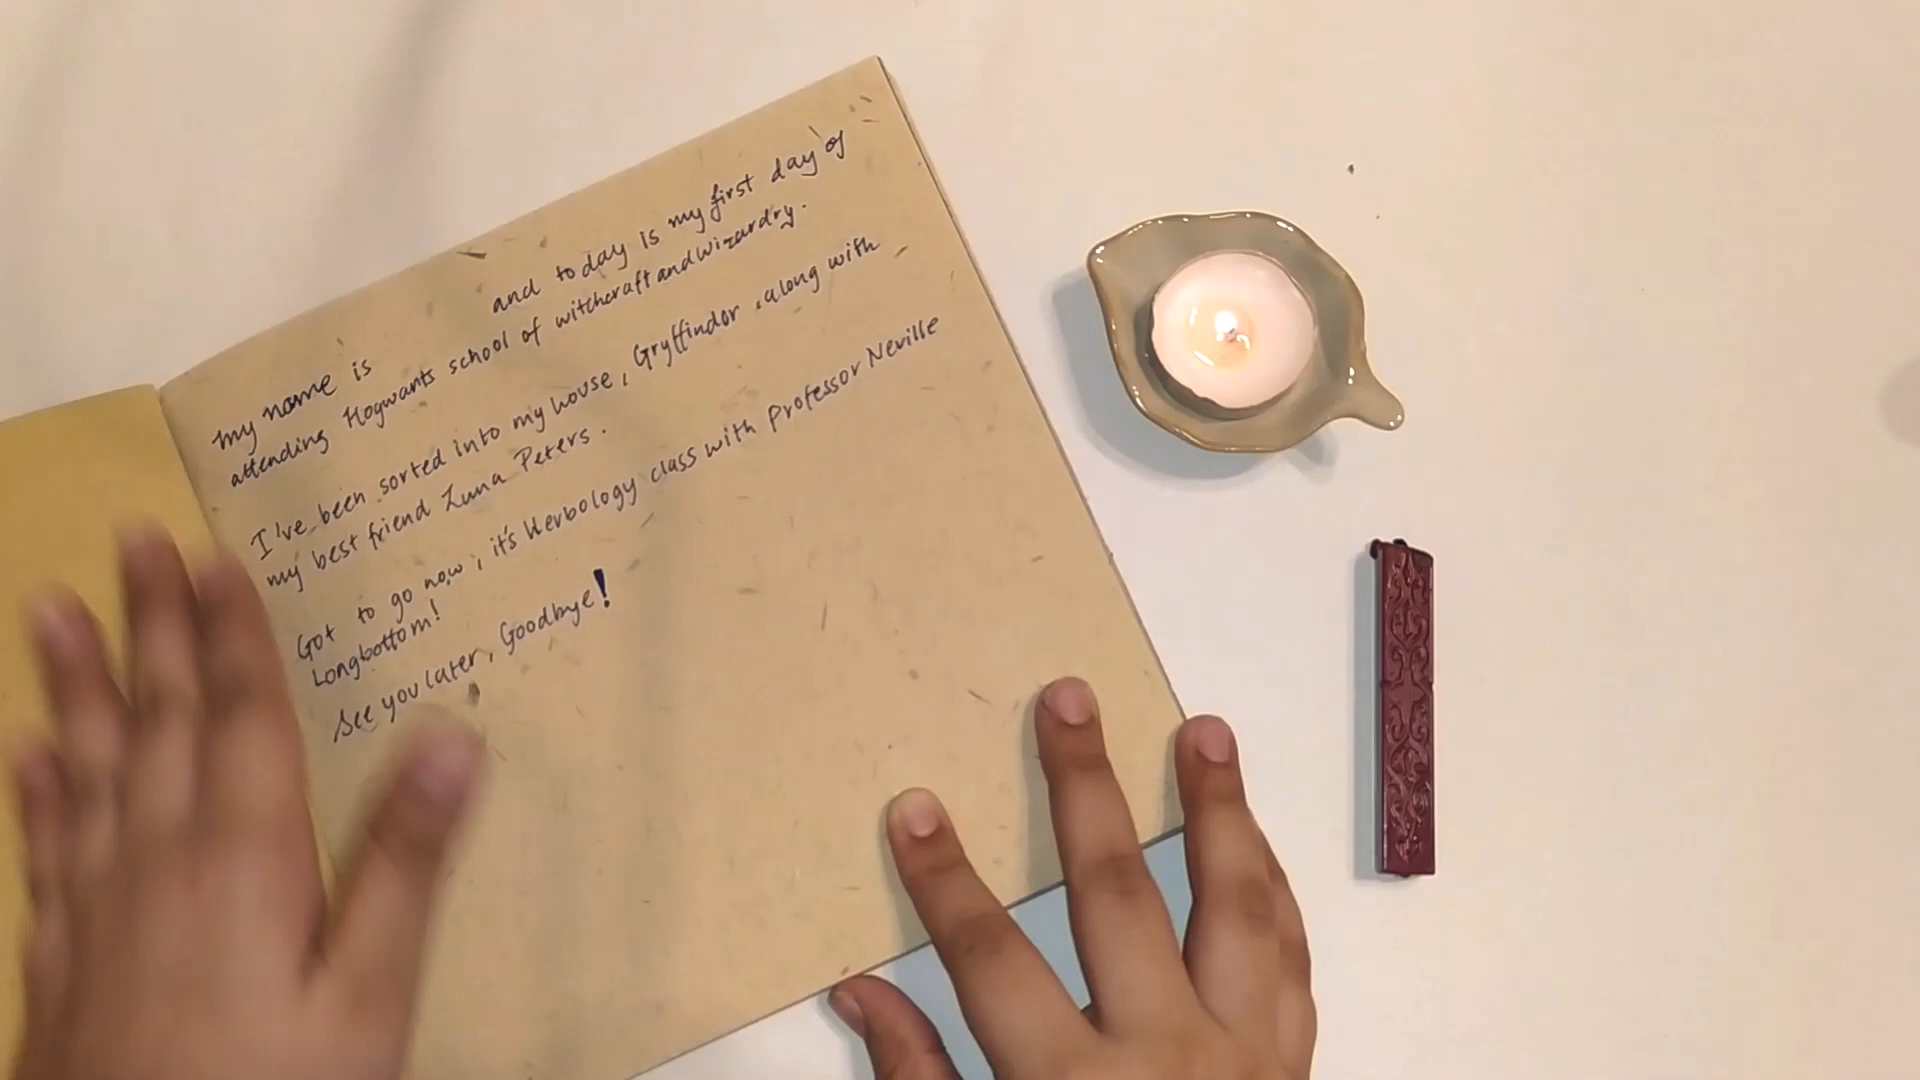 my name is and today is my first day of
attending Hogwarts school of witchcraft and wizardry.
I've been sorted into my house, Gryffindor, along with
my best friend Luna Peters.
Got to go now, it's Herbology class with Professor Neville
Longbottom!
See you later, Goodbye!